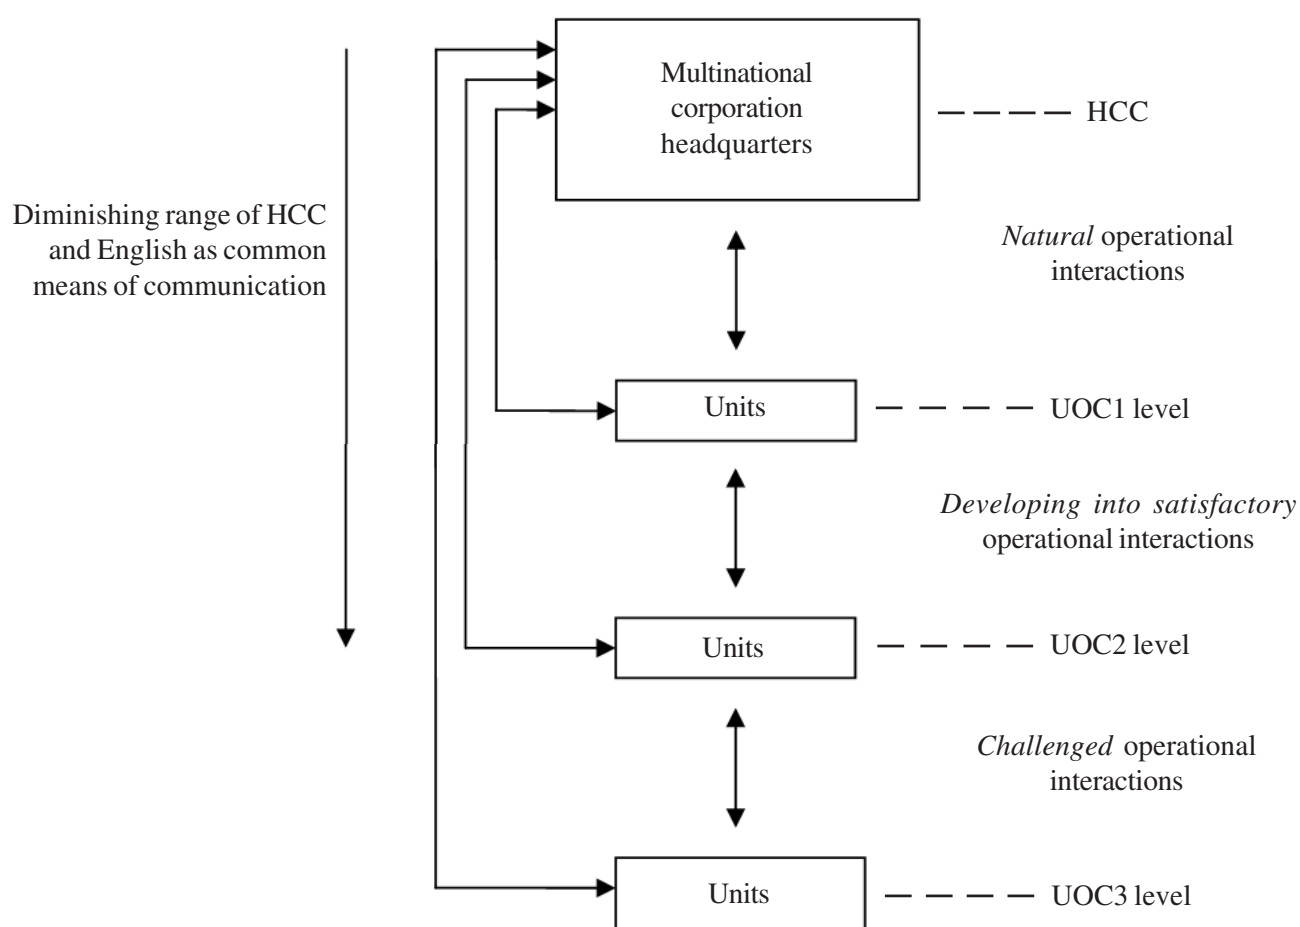 Multinational
corporation
headquarters
HCC
Diminishing range of HCC
and English as common
means of communication
Natural operational
interactions
Units
UOC1 level
Developing into satisfactory
operational interactions
Units
UOC2 level
Challenged operational
interactions
Units
UOC3 level